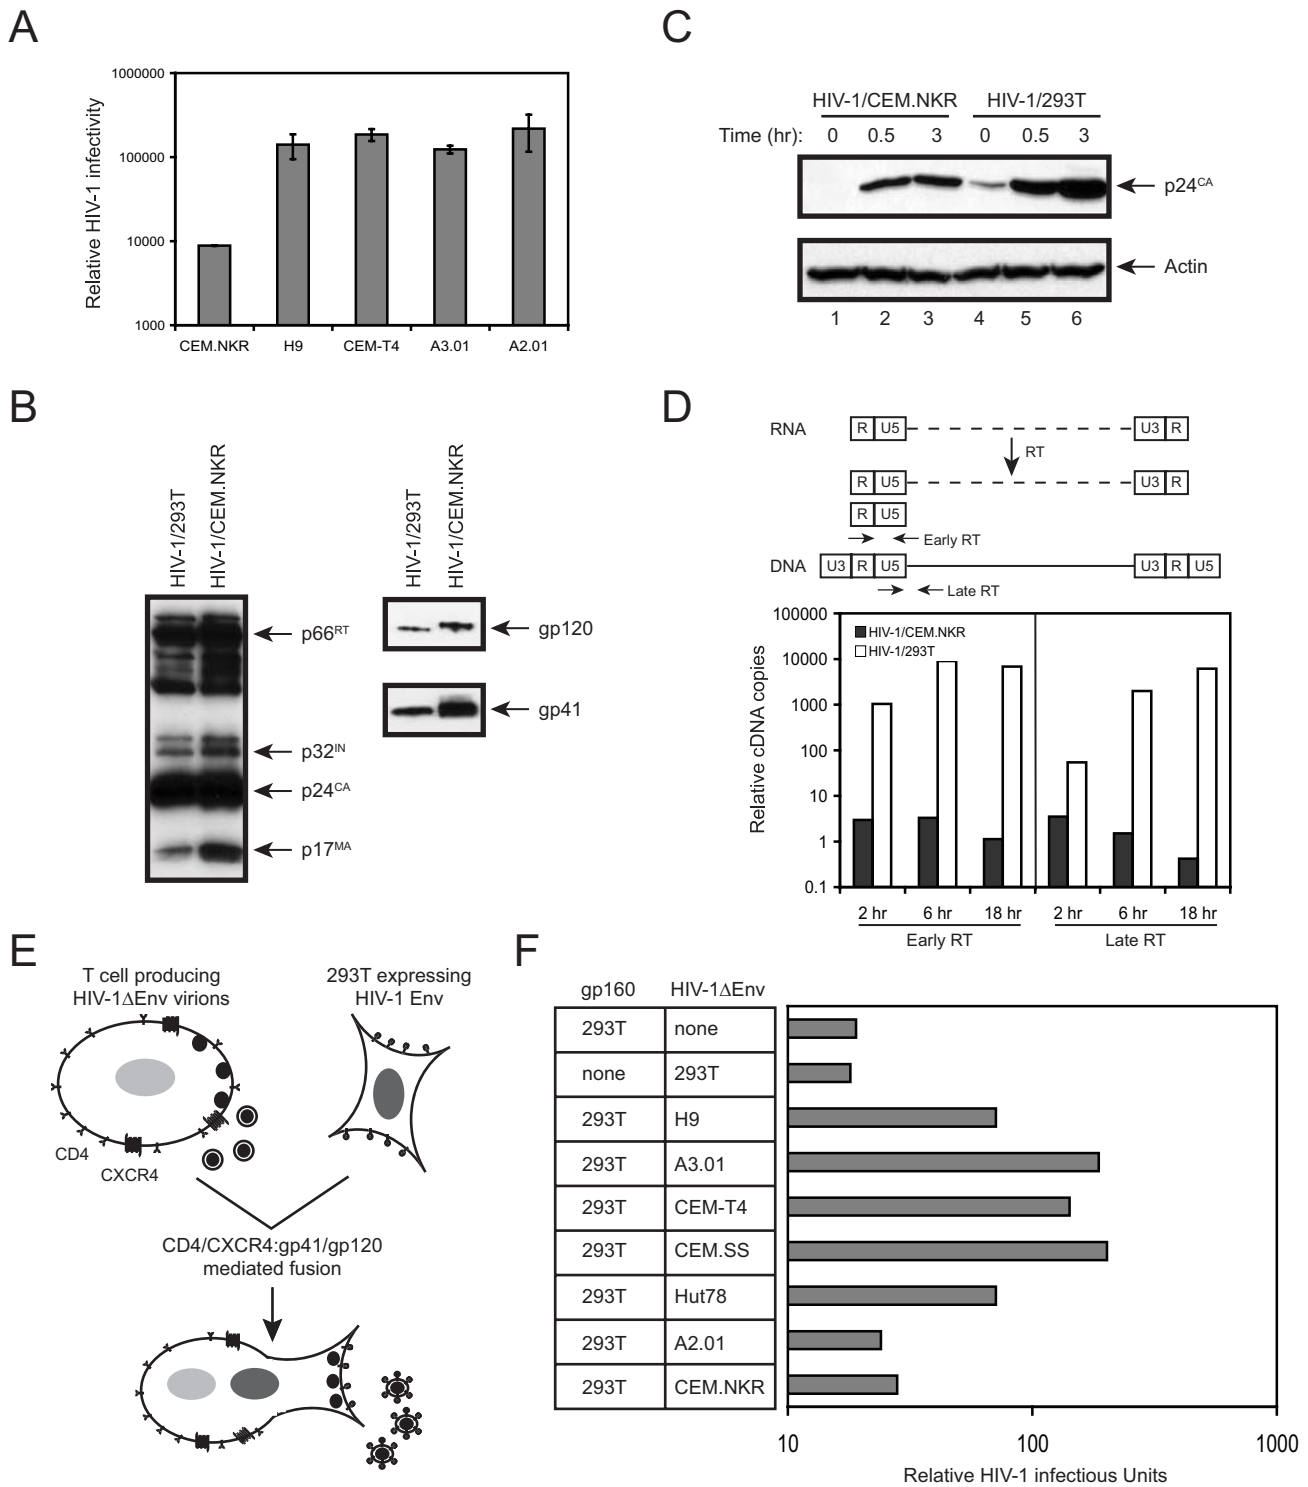 A
Relative HIV-1 infectivity
1000000
100000
10000
1000
CEM.NKR H9 CEM-T4 A3.01 A2.01
B
HIV-1/293T
HIV-1/CEM.NKR
p66RT
p32IN
p24CA
p17MA
HIV-1/293T
HIV-1/CEM.NKR
gp120
gp41
C
HIV-1/CEM.NKR HIV-1/293T
Time (hr): 0 0.5 3 0 0.5 3
p24CA
Actin
1 2 3 4 5 6
D
RNA R U5 U3 R
RT
R U5 U3 R
R U5
Early RT
DNA U3 R U5 U3 R U5
Late RT
Relative cDNA copies
100000
10000
1000
100
10
1
0.1
HIV-1/CEM.NKR
HIV-1/293T
2 hr 6 hr 18 hr 2 hr 6 hr 18 hr
Early RT Late RT
E
T cell producing
HIV-1ΔEnv virions
293T expressing
HIV-1 Env
CD4
CXCR4
CD4/CXCR4:gp41/gp120
mediated fusion
F
gp160 HIV-1ΔEnv
293T none
none 293T
293T H9
293T A3.01
293T CEM-T4
293T CEM.SS
293T Hut78
293T A2.01
293T CEM.NKR
10 100 1000
Relative HIV-1 infectious Units